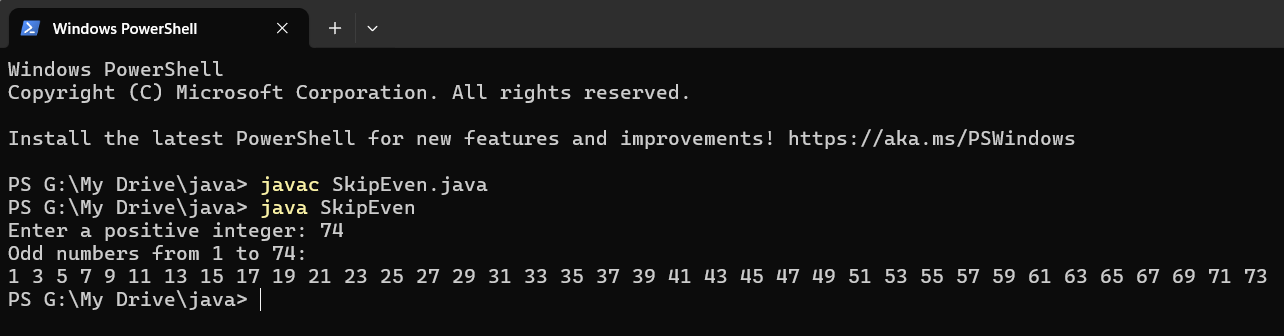 Windows PowerShell
Windows PowerShell
Copyright (C) Microsoft Corporation. All rights reserved.
Install the latest PowerShell for new features and improvements! https://aka.ms/PSWindows
PS G:\My Drive\java> javac SkipEven.java
PS G:\My Drive\java> java SkipEven
Enter a positive integer: 74
Odd numbers from 1 to 74:
1 3 5 7 9 11 13 15 17 19 21 23 25 27 29 31 33 35 37 39 41 43 45 47 49 51 53 55 57 59 61 63 65 67 69 71 73
PS G:\My Drive\java>